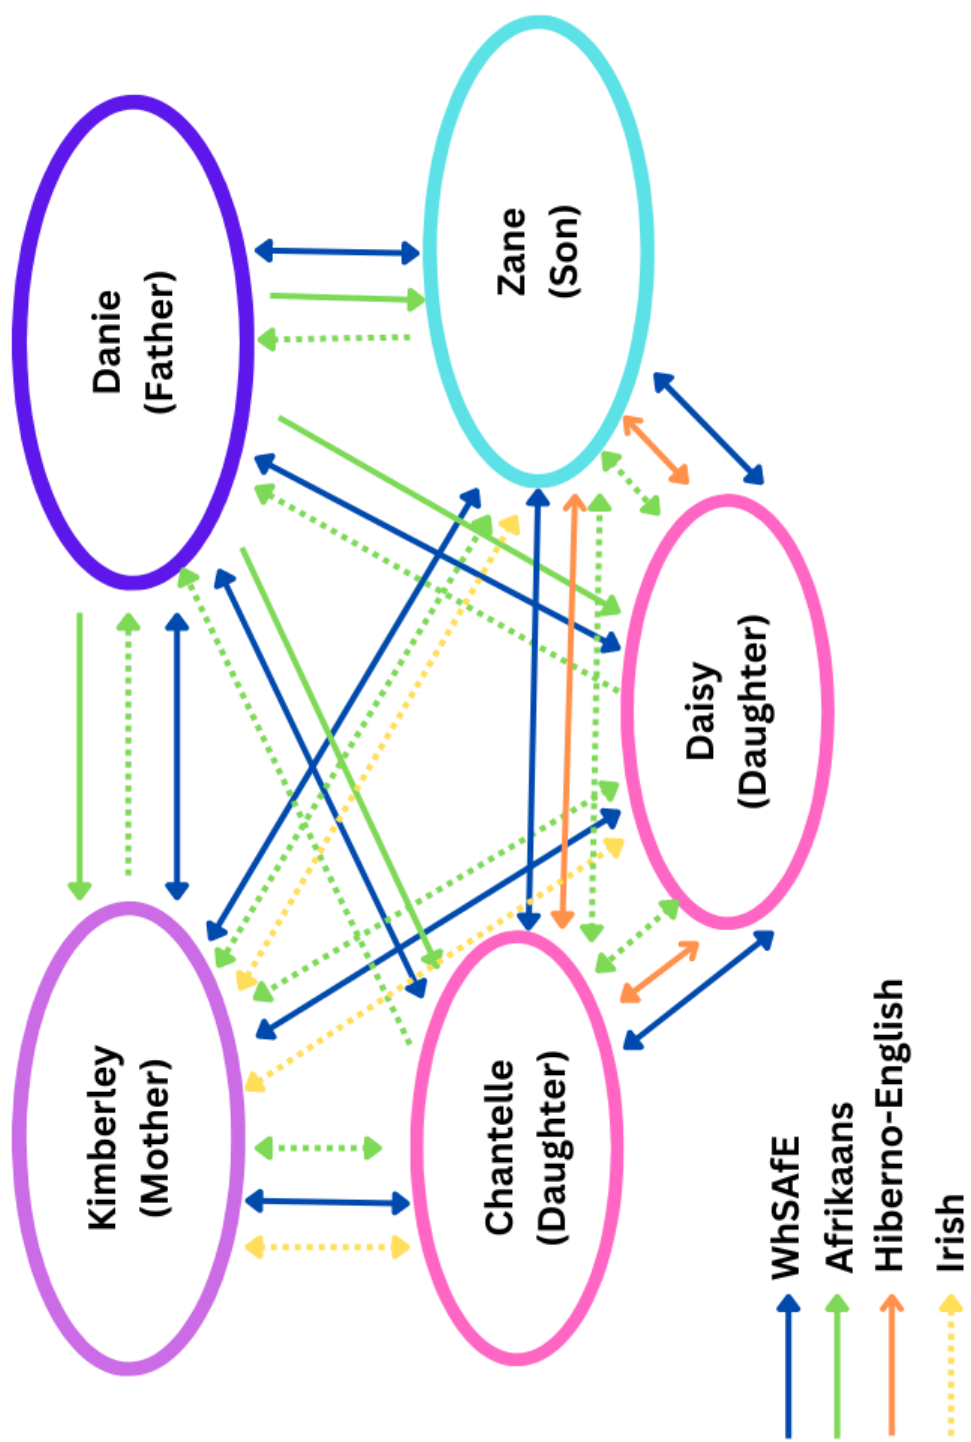 Kimberley
(Mother)
Danie
(Father)
Chantelle
(Daughter)
Zane
(Son)
Daisy
(Daughter)
WhSAfE
Afrikaans
Hiberno-English
Irish